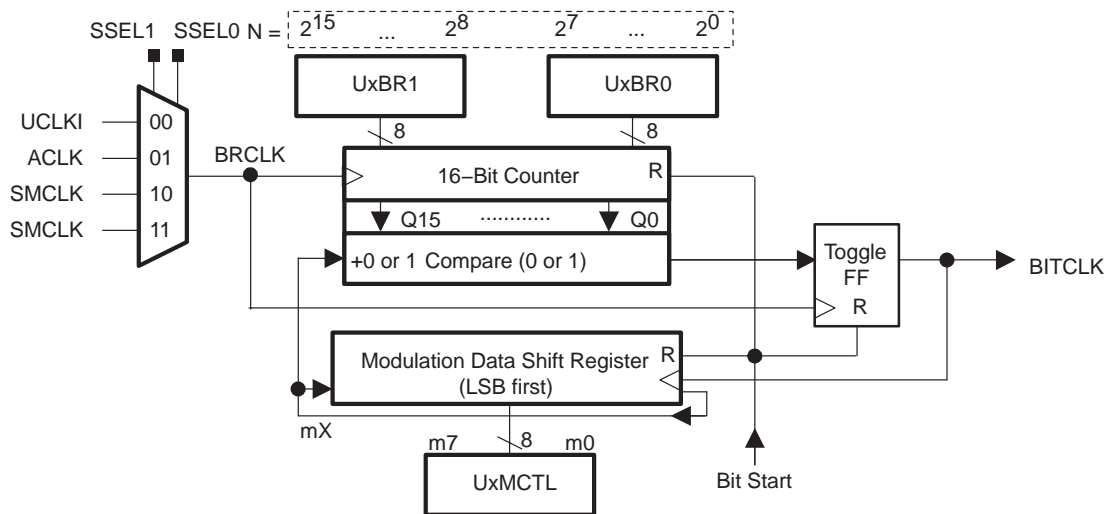 SSEL1 SSEL0 N = 2^15 ... 2^8 2^7 ... 2^0
UxBR1 UxBR0
8 8
UCLKI 00
ACLK 01
SMCLK 10
SMCLK 11
BRCLK
16−Bit Counter R
Q15 ............ Q0
+0 or 1 Compare (0 or 1)
Toggle
FF
R
BITCLK
Modulation Data Shift Register R
(LSB first)
mX
m7 8 m0
UxMCTL
Bit Start